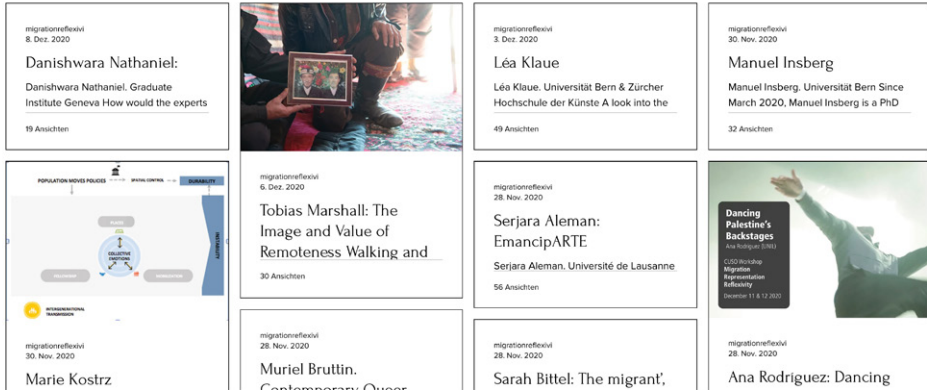 migrationreflexivi
8. Dez. 2020
Danishwara Nathaniel:
Danishwara Nathaniel. Graduate
Institute Geneva How would the experts
19 Ansichten
POPULATION MOVES POLICIES
SPATIAL CONTROL
DURABILITY
PLACES
INSTABILITY
COLLECTIVE
EMOTIONS
INTERGENERATIONAL
TRANSMISSION
migrationreflexivi
30. Nov. 2020
Marie Kostrz
migrationreflexivi
6. Dez. 2020
Tobias Marshall: The
Image and Value of
Remoteness Walking and
30 Ansichten
migrationreflexivi
28. Nov. 2020
Muriel Bruttin.
Contemporary Queer
migrationreflexivi
3. Dez. 2020
Léa Klaue
Léa Klaue. Universität Bern & Zürcher
Hochschule der Künste A look into the
49 Ansichten
migrationreflexivi
28. Nov. 2020
Serjara Aleman:
EmancipARTE
Serjara Aleman. Université de Lausanne
56 Ansichten
migrationreflexivi
28. Nov. 2020
Sarah Bittel: The migrant’,
migrationreflexivi
30. Nov. 2020
Manuel Insberg
Manuel Insberg. Universität Bern Since
March 2020, Manuel Insberg is a PhD
32 Ansichten
Dancing
Palestine's
Backstages
Ana Rodriguez (UNIL)
CUSO Workshop
Migration
Representation
Reflexivity
December 11 & 12 2020
migrationreflexivi
28. Nov. 2020
Ana Rodriguez: Dancing